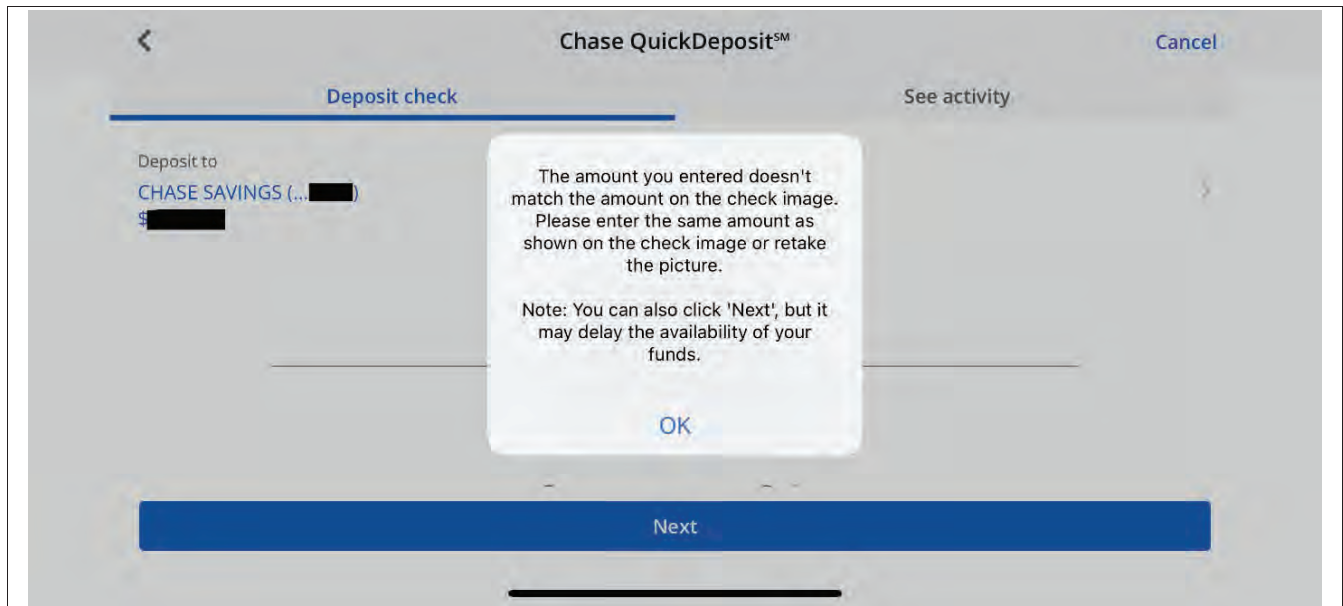 Chase QuickDeposit℠
Cancel
Deposit check
See activity
Deposit to
CHASE SAVINGS (... )
$
The amount you entered doesn't
match the amount on the check image.
Please enter the same amount as
shown on the check image or retake
the picture.
Note: You can also click 'Next', but it
may delay the availability of your
funds.
OK
Next